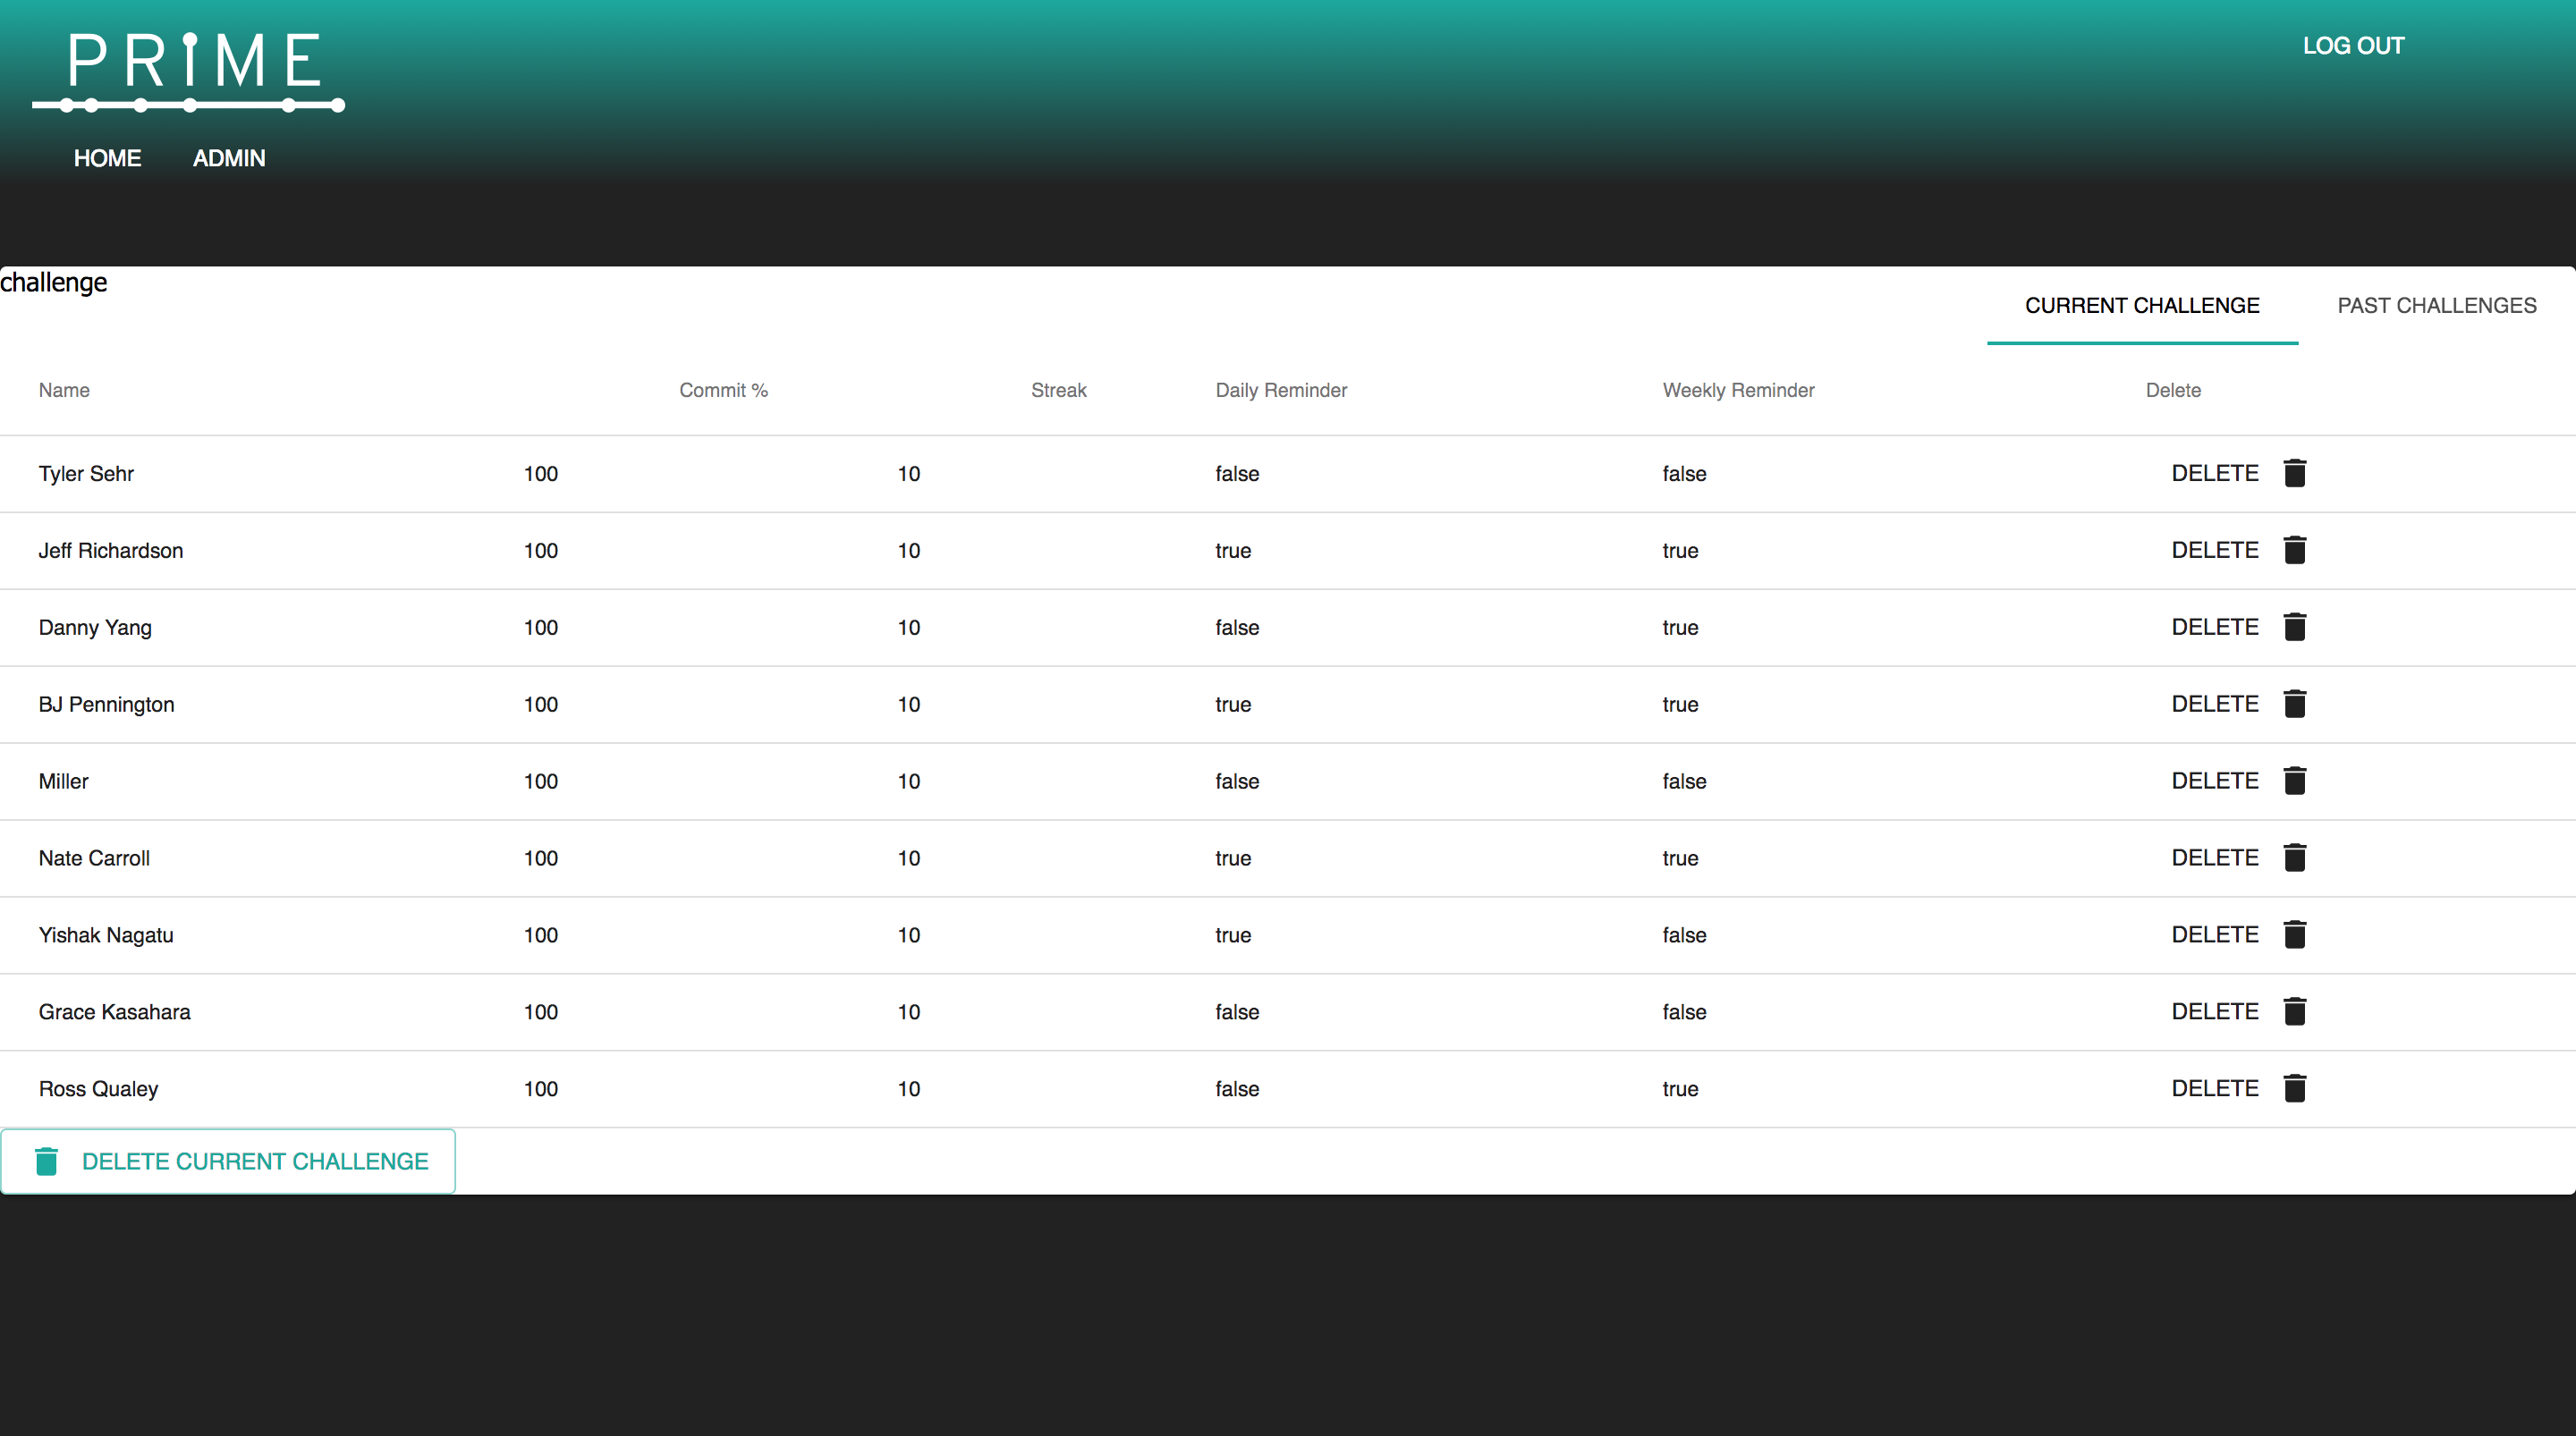 PRIME
LOG OUT
HOME ADMIN
challenge
CURRENT CHALLENGE PAST CHALLENGES
Name Commit % Streak Daily Reminder Weekly Reminder Delete
Tyler Sehr 100 10 false false DELETE
Jeff Richardson 100 10 true true DELETE
Danny Yang 100 10 false true DELETE
BJ Pennington 100 10 true true DELETE
Miller 100 10 false false DELETE
Nate Carroll 100 10 true true DELETE
Yishak Nagatu 100 10 true false DELETE
Grace Kasahara 100 10 false false DELETE
Ross Qualey 100 10 false true DELETE
DELETE CURRENT CHALLENGE